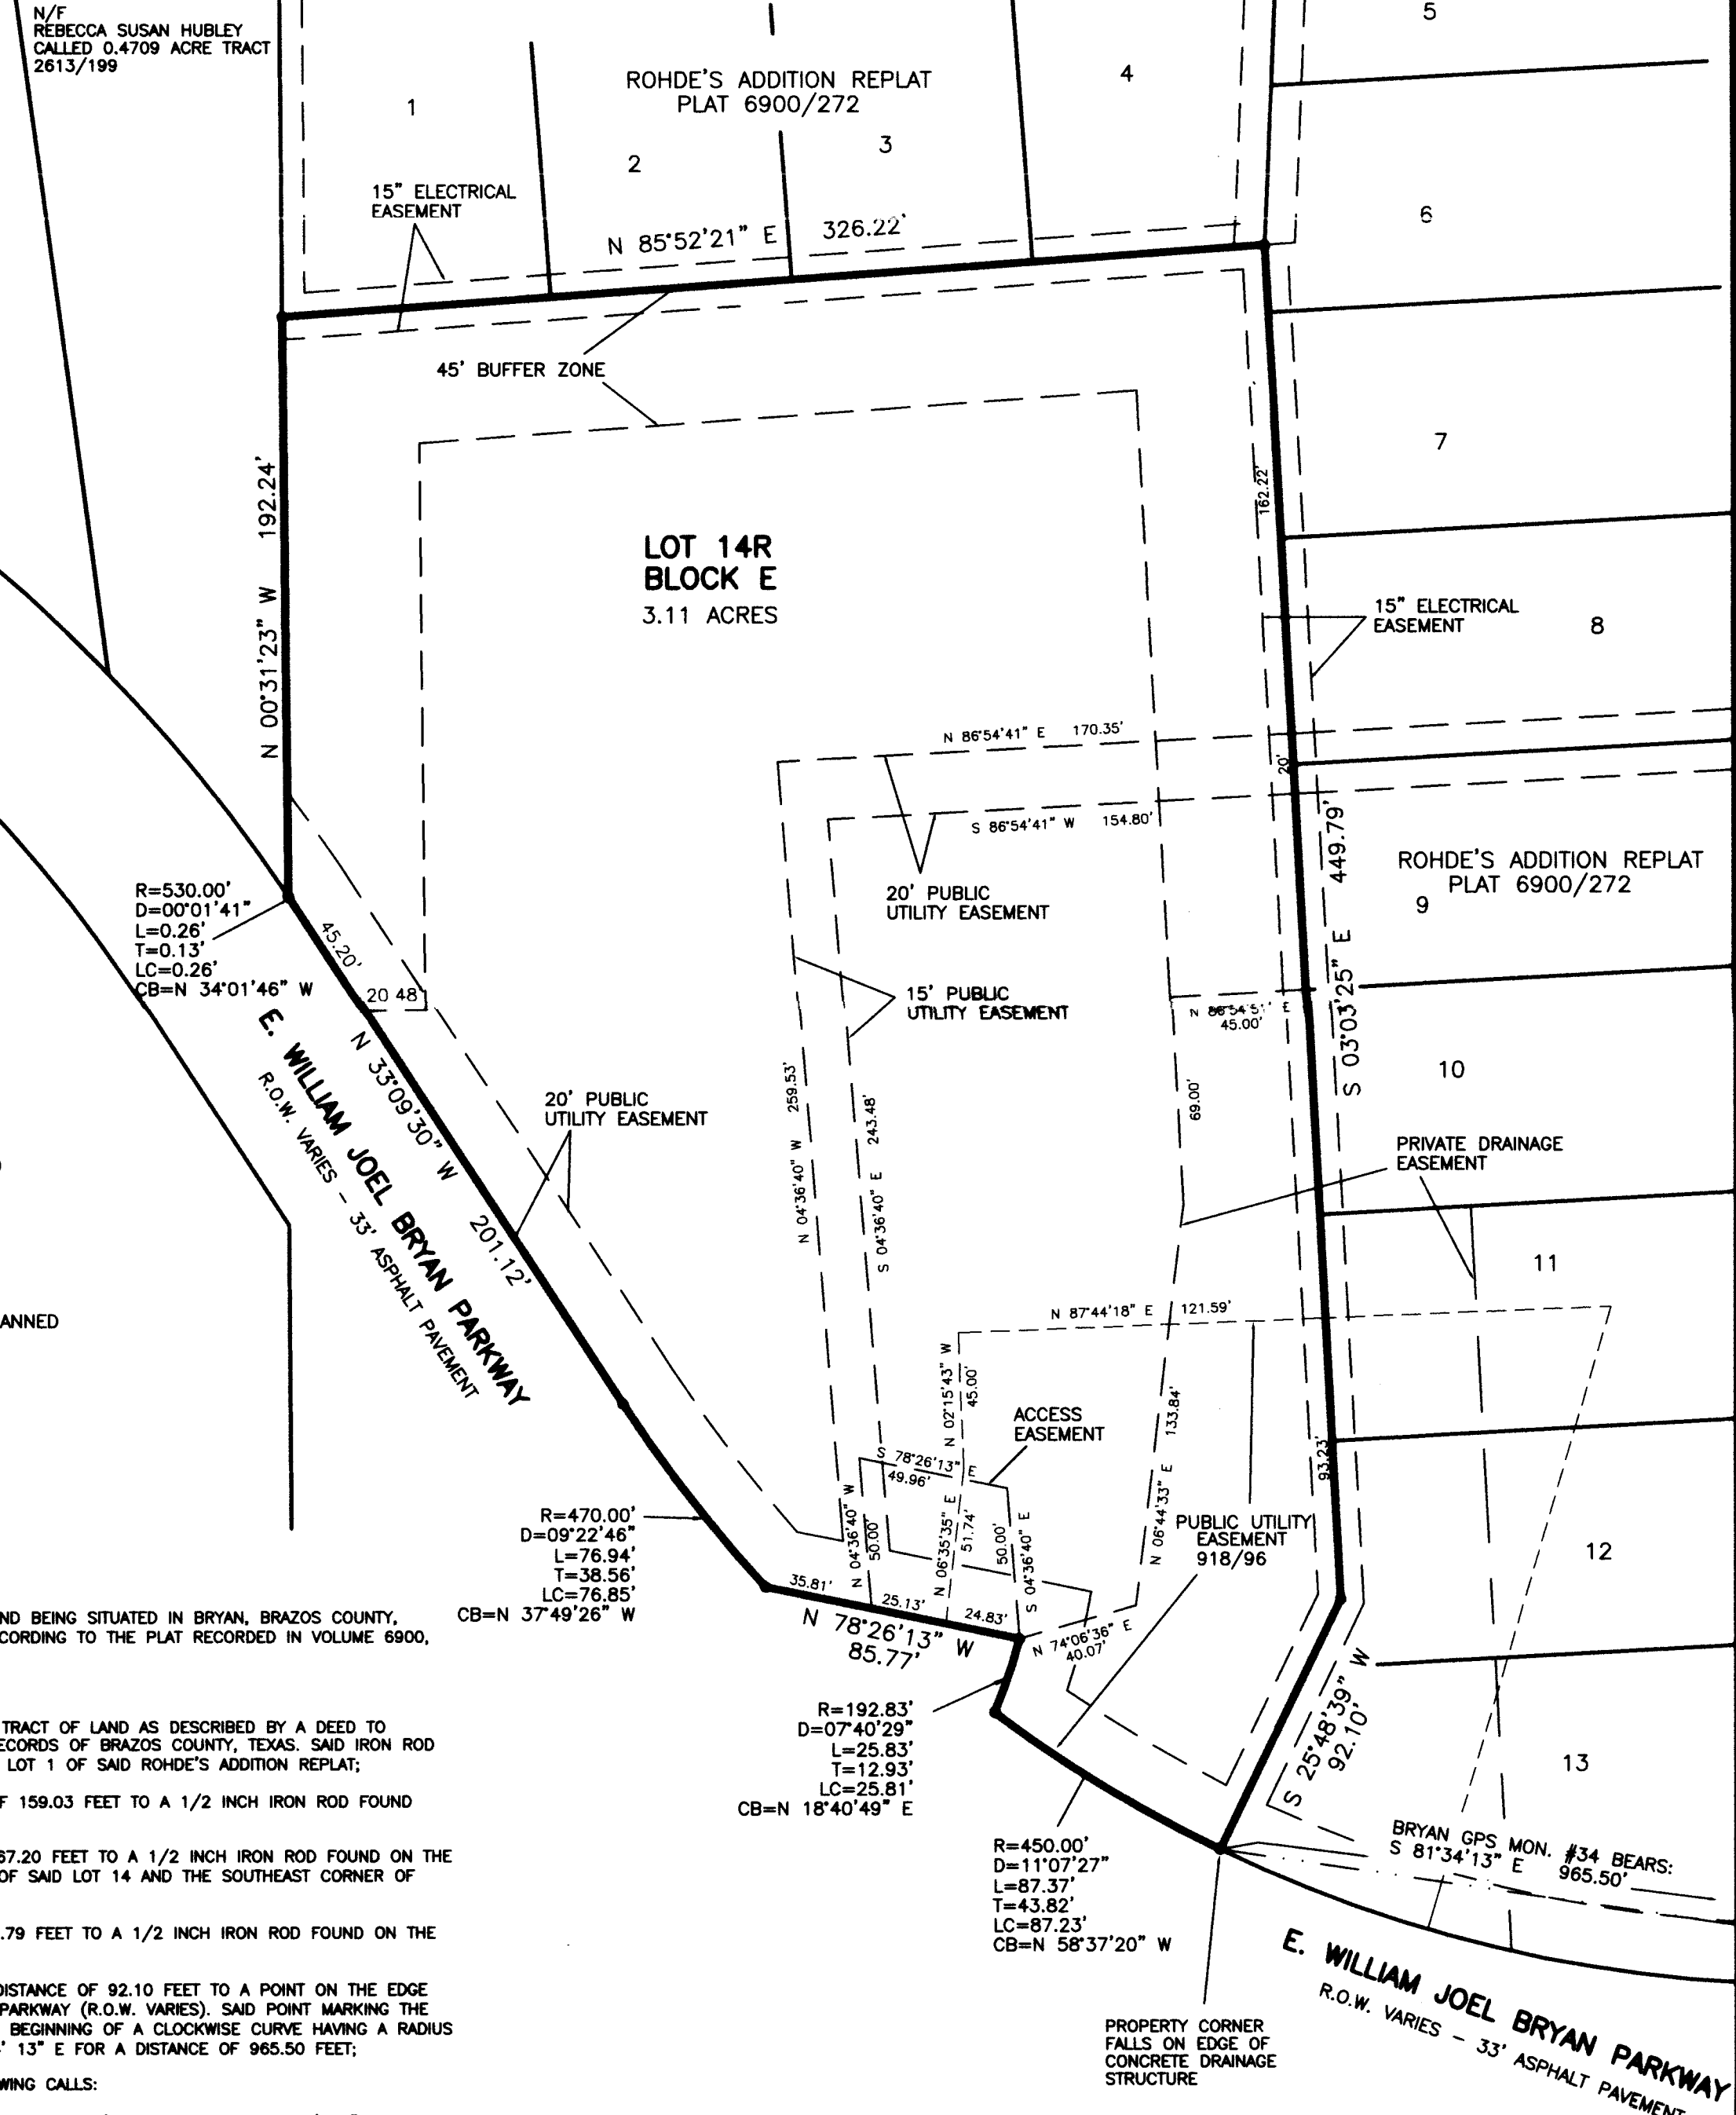 N/F
REBECCA SUSAN HUBLEY
CALLED 0.4709 ACRE TRACT
2613/199
ROHDE'S ADDITION REPLAT
PLAT 6900/272
1
2
3
4
5
6
7
8
9
10
11
12
13
15" ELECTRICAL
EASEMENT
N 85°52'21" E 326.22'
45' BUFFER ZONE
N 00°31'23" W 192.24'
LOT 14R
BLOCK E
3.11 ACRES
162.22'
15" ELECTRICAL
EASEMENT
N 86°54'41" E 170.35'
20'
S 86°54'41" W 154.80'
S 03°03'25" E 449.79'
ROHDE'S ADDITION REPLAT
PLAT 6900/272
20' PUBLIC
UTILITY EASEMENT
15' PUBLIC
UTILITY EASEMENT
R=530.00'
D=00°01'41"
L=0.26'
T=0.13'
LC=0.26'
CB=N 34°01'46" W
45.20'
20 48
N 86°54'51" E
45.00'
69.00'
E. WILLIAM JOEL BRYAN PARKWAY
R.O.W. VARIES - 33' ASPHALT PAVEMENT
N 33°09'30" W 201.12'
20' PUBLIC
UTILITY EASEMENT
N 04°36'40" W 259.53'
S 04°36'40" E 243.48'
PRIVATE DRAINAGE
EASEMENT
N 87°44'18" E 121.59'
N 02°15'43" W
45.00'
ACCESS
EASEMENT
S 78°26'13" E
49.96'
N 06°44'33" E 133.84'
93.23'
PUBLIC UTILITY
EASEMENT
918/96
N 04°36'40" W
50.00'
N 06°35'35" E
51.74'
50.00'
S 04°36'40" E
R=470.00'
D=09°22'46"
L=76.94'
T=38.56'
LC=76.85'
CB=N 37°49'26" W
35.81'
25.13'
24.83'
N 78°26'13" W
85.77'
N 74°06'36" E
40.07'
R=192.83'
D=07°40'29"
L=25.83'
T=12.93'
LC=25.81'
CB=N 18°40'49" E
S 25°48'39" W
92.10'
R=450.00'
D=11°07'27"
L=87.37'
T=43.82'
LC=87.23'
CB=N 58°37'20" W
BRYAN GPS MON. #34 BEARS:
S 81°34'13" E 965.50'
E. WILLIAM JOEL BRYAN PARKWAY
R.O.W. VARIES - 33' ASPHALT PAVEMENT
PROPERTY CORNER
FALLS ON EDGE OF
CONCRETE DRAINAGE
STRUCTURE
ANNED
ND BEING SITUATED IN BRYAN, BRAZOS COUNTY,
CORDING TO THE PLAT RECORDED IN VOLUME 6900,
TRACT OF LAND AS DESCRIBED BY A DEED TO
ECORDS OF BRAZOS COUNTY, TEXAS. SAID IRON ROD
LOT 1 OF SAID ROHDE'S ADDITION REPLAT;
F 159.03 FEET TO A 1/2 INCH IRON ROD FOUND
67.20 FEET TO A 1/2 INCH IRON ROD FOUND ON THE
OF SAID LOT 14 AND THE SOUTHEAST CORNER OF
.79 FEET TO A 1/2 INCH IRON ROD FOUND ON THE
DISTANCE OF 92.10 FEET TO A POINT ON THE EDGE
PARKWAY (R.O.W. VARIES). SAID POINT MARKING THE
BEGINNING OF A CLOCKWISE CURVE HAVING A RADIUS
' 13" E FOR A DISTANCE OF 965.50 FEET;
WING CALLS: